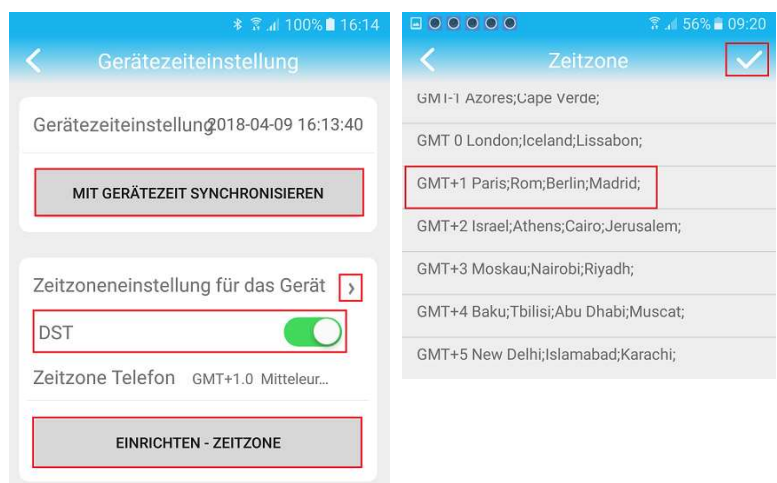 100% 16:14
Gerätezeiteinstellung
Gerätezeiteinstellung 2018-04-09 16:13:40
MIT GERÄTEZEIT SYNCHRONISIEREN
Zeitzoneneinstellung für das Gerät
DST
Zeitzone Telefon GMT+1.0 Mitteleur...
EINRICHTEN - ZEITZONE
56% 09:20
Zeitzone
GMT-1 Azores;Cape Verde;
GMT 0 London;Iceland;Lissabon;
GMT+1 Paris;Rom;Berlin;Madrid;
GMT+2 Israel;Athens;Cairo;Jerusalem;
GMT+3 Moskau;Nairobi;Riyadh;
GMT+4 Baku;Tbilisi;Abu Dhabi;Muscat;
GMT+5 New Delhi;Islamabad;Karachi;